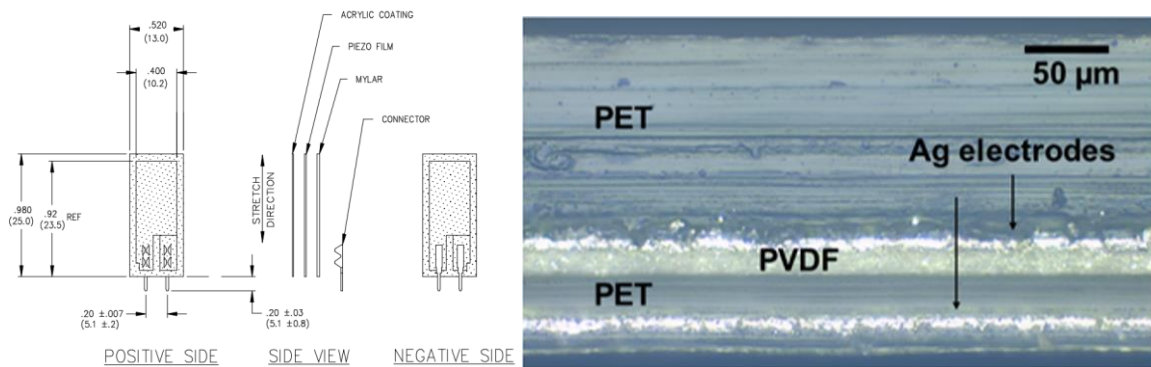 .520
(13.0)
.400
(10.2)
.980
(25.0)
.92
(23.5)
REF
.20 ±.007
(5.1 ±.2)
.20 ±.03
(5.1 ±0.8)
POSITIVE SIDE
ACRYLIC COATING
PIEZO FILM
MYLAR
CONNECTOR
STRETCH
DIRECTION
SIDE VIEW
NEGATIVE SIDE
50 µm
PET
Ag electrodes
PVDF
PET